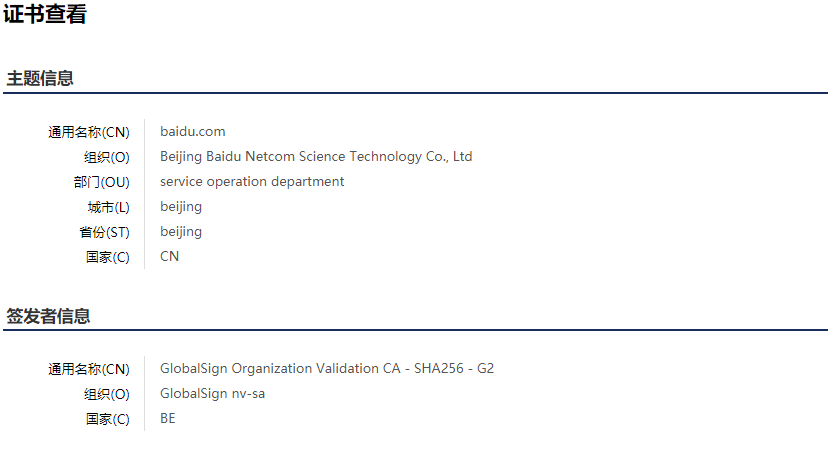 证书查看
主题信息
通用名称(CN) baidu.com
组织(O) Beijing Baidu Netcom Science Technology Co., Ltd
部门(OU) service operation department
城市(L) beijing
省份(ST) beijing
国家(C) CN
签发者信息
通用名称(CN) GlobalSign Organization Validation CA - SHA256 - G2
组织(O) GlobalSign nv-sa
国家(C) BE